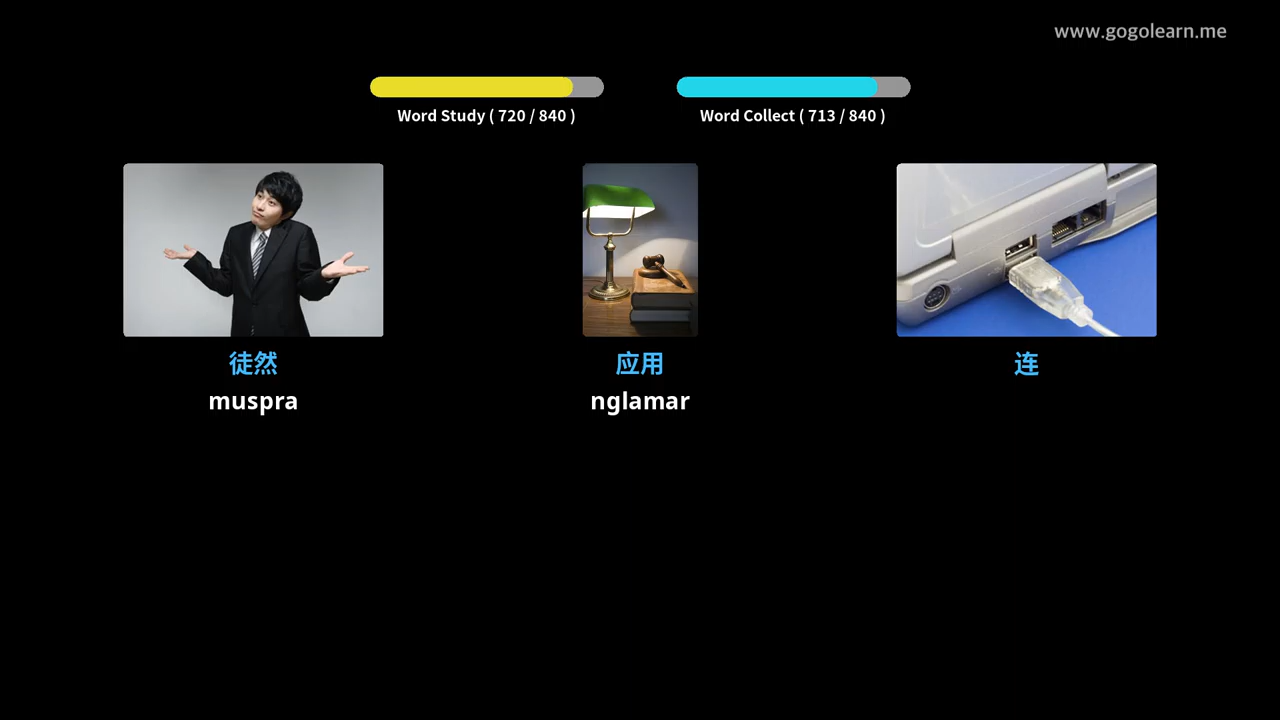 www.gogolearn.me
Word Study ( 720 / 840 )
Word Collect ( 713 / 840 )
徒然
muspra
应用
nglamar
连